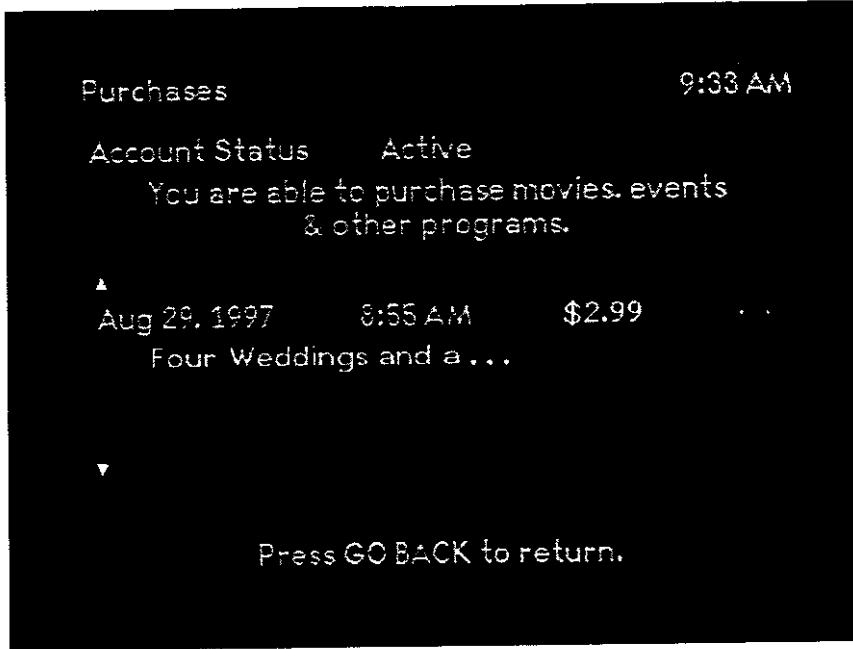 Purchases 9:33 AM
Account Status Active
You are able to purchase movies. events
& other programs.
Aug 29, 1997 8:55 AM $2.99
Four Weddings and a ...
Press GO BACK to return.